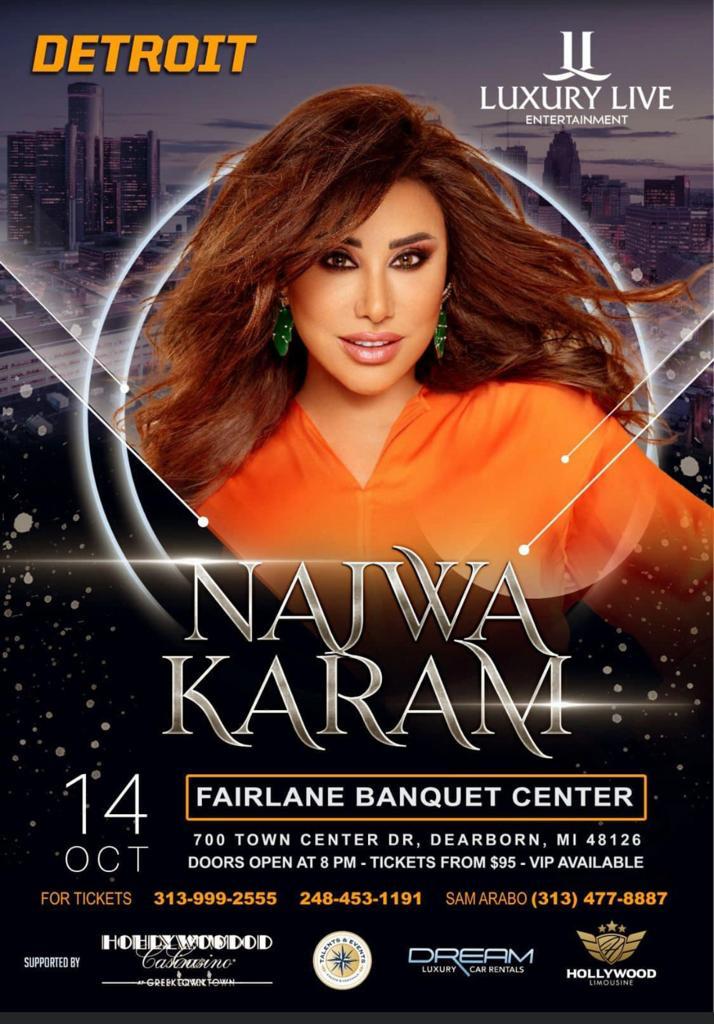 DETROIT
LUXURY LIVE
ENTERTAINMENT
NAJWA
KARAM
14
OCT
FAIRLANE BANQUET CENTER
700 TOWN CENTER DR, DEARBORN, MI 48126
DOORS OPEN AT 8 PM - TICKETS FROM $95 - VIP AVAILABLE
FOR TICKETS 313-999-2555 248-453-1191 SAM ARABO (313) 477-8887
SUPPORTED BY
TALENTS & EVENTS
DREAM
LUXURY CAR RENTALS
HOLLYWOOD
LIMOUSINE